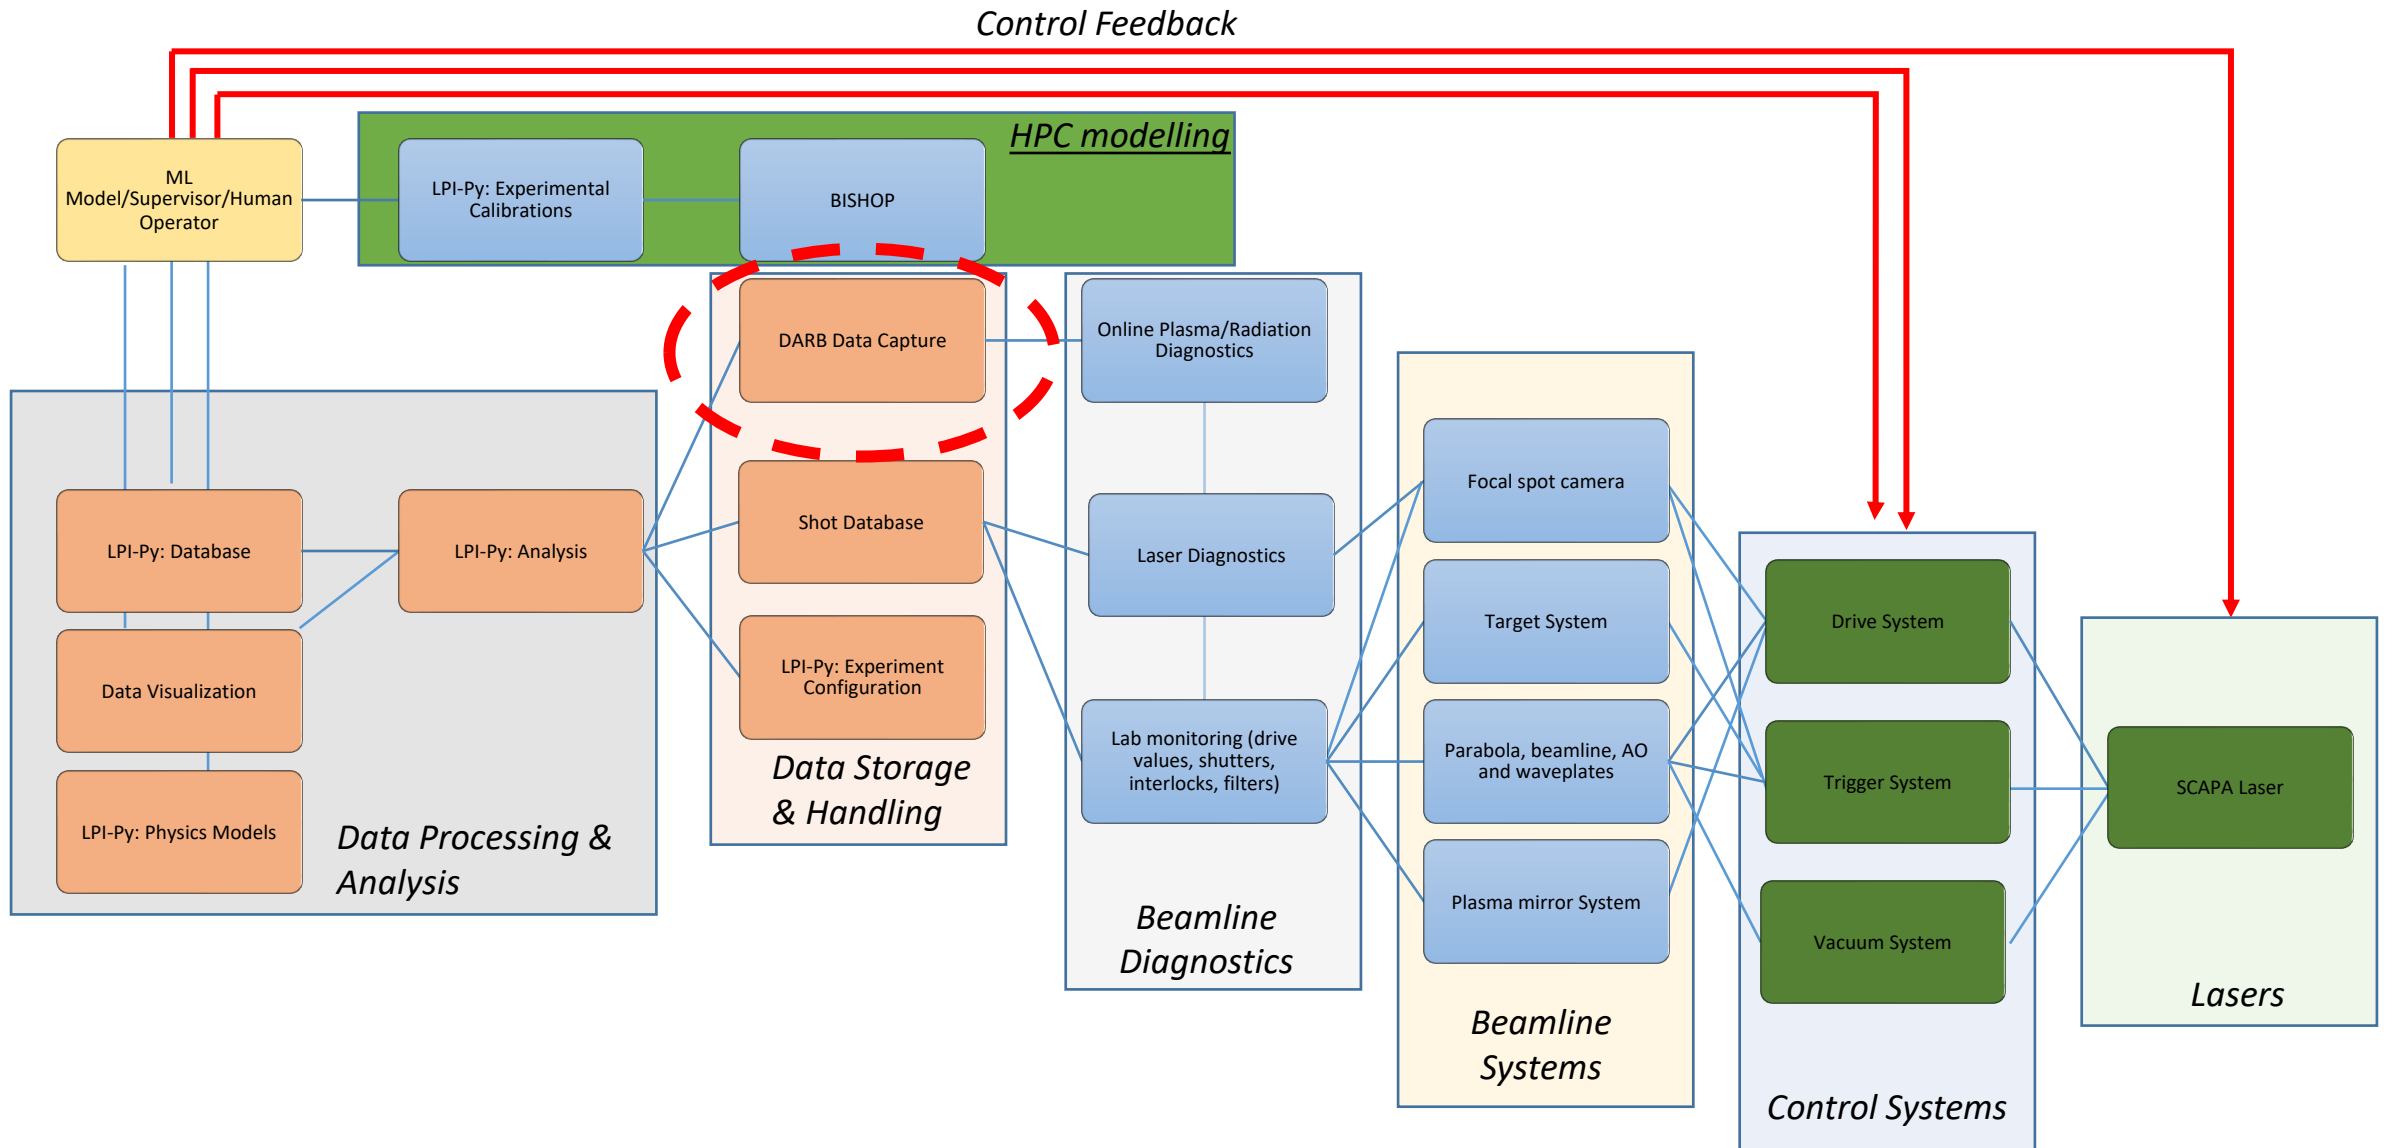 Control Feedback
HPC modelling
ML
Model/Supervisor/Human
Operator
LPI-Py: Experimental
Calibrations
BISHOP
DARB Data Capture
Online Plasma/Radiation
Diagnostics
Focal spot camera
Shot Database
LPI-Py: Database
LPI-Py: Analysis
Laser Diagnostics
Target System
Drive System
LPI-Py: Experiment
Configuration
Data Visualization
Lab monitoring (drive
values, shutters,
interlocks, filters)
Parabola, beamline, AO
and waveplates
Trigger System
SCAPA Laser
Data Storage
& Handling
LPI-Py: Physics Models
Data Processing &
Analysis
Plasma mirror System
Vacuum System
Beamline
Diagnostics
Lasers
Beamline
Systems
Control Systems